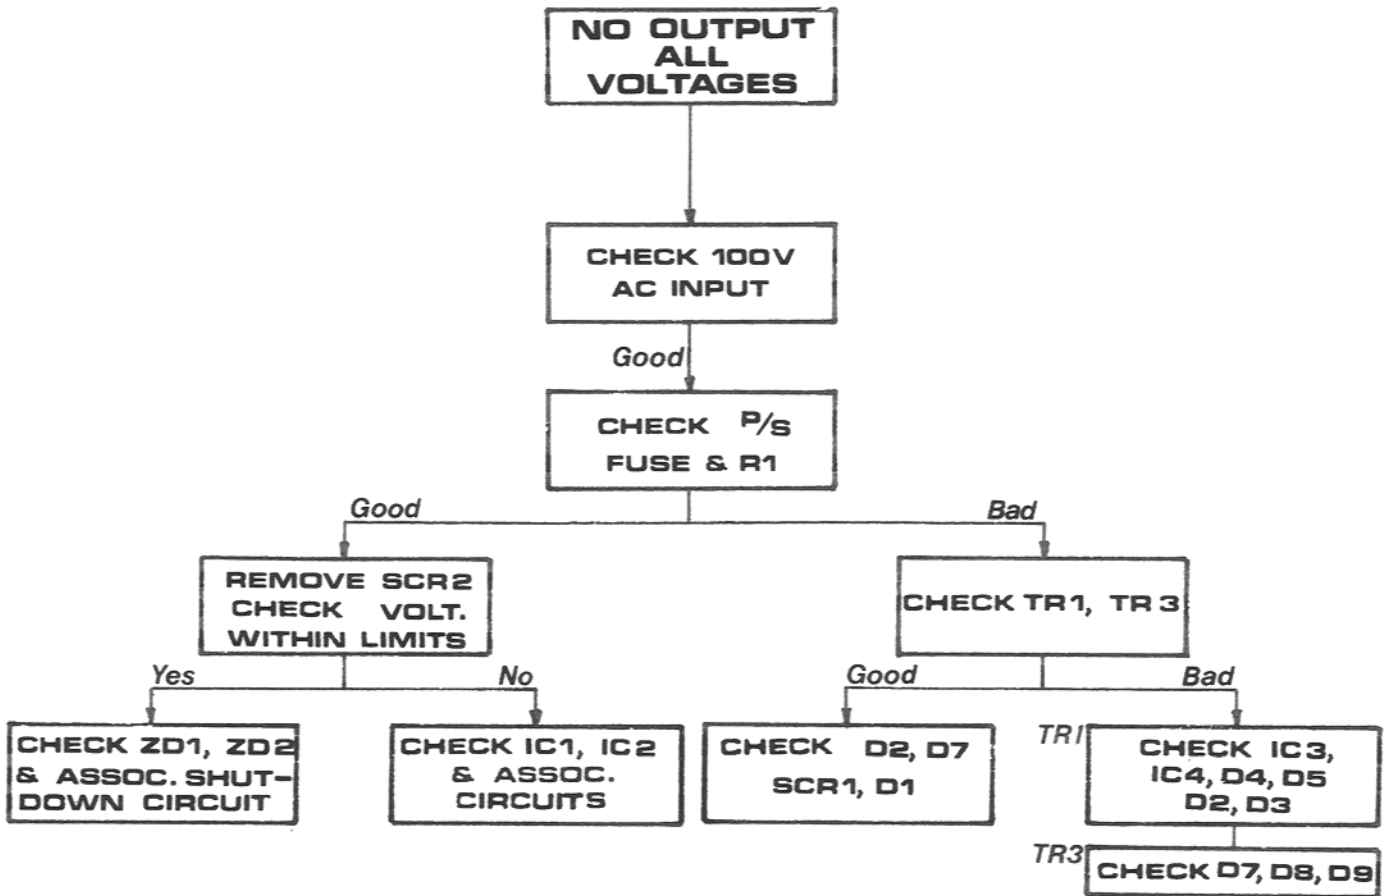 NO OUTPUT
ALL
VOLTAGES
CHECK 100V
AC INPUT
Good
CHECK P/S
FUSE & R1
Good
Bad
REMOVE SCR2
CHECK VOLT.
WITHIN LIMITS
CHECK TR1, TR3
Yes
No
Good
Bad
CHECK ZD1, ZD2
& ASSOC. SHUT-
DOWN CIRCUIT
CHECK IC1, IC2
& ASSOC.
CIRCUITS
CHECK D2, D7
SCR1, D1
TR1
CHECK IC3,
IC4, D4, D5
D2, D3
TR3
CHECK D7, D8, D9